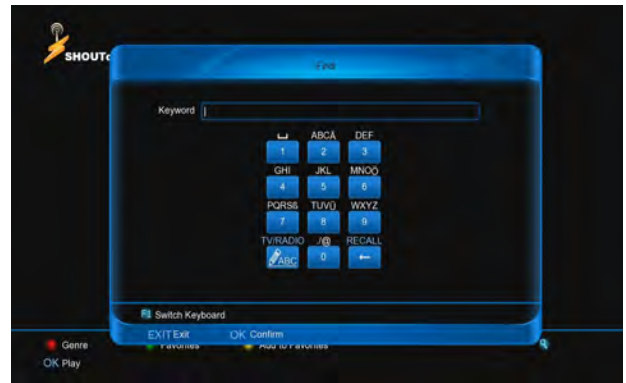 SHOUTc
Find
Keyword
ABCÄ DEF
1 2 3
GHI JKL MNOÖ
4 5 6
PQRSß TUVÜ WXYZ
7 8 9
TV/RADIO ./@ RECALL
ABC 0 ←
F1 Switch Keyboard
EXIT Exit OK Confirm
Genre Favorites Add to Favorites
OK Play